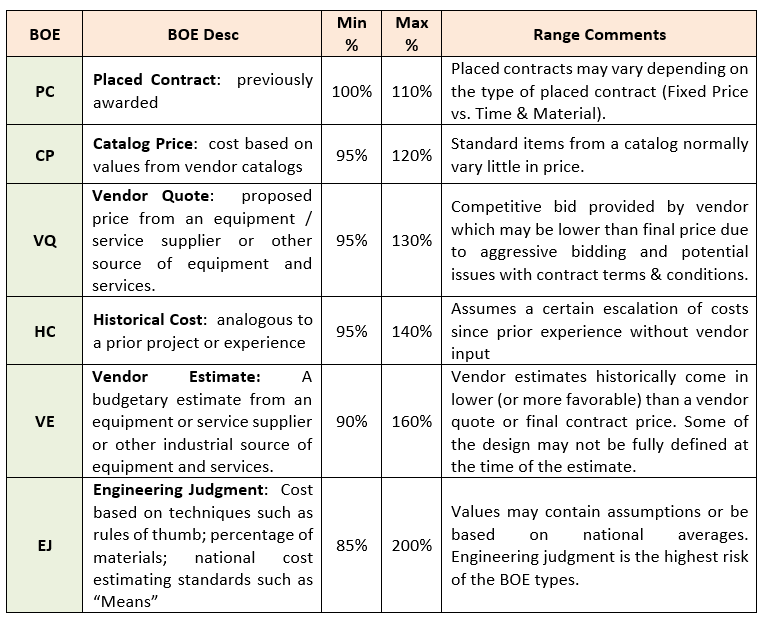 BOE BOE Desc Min % Max % Range Comments
PC
Placed Contract: previously
awarded
100% 110%
Placed contracts may vary depending on
the type of placed contract (Fixed Price
vs. Time & Material).
CP
Catalog Price: cost based on
values from vendor catalogs
95% 120%
Standard items from a catalog normally
vary little in price.
VQ
Vendor Quote: proposed
price from an equipment /
service supplier or other
source of equipment and
services.
95% 130%
Competitive bid provided by vendor
which may be lower than final price due
to aggressive bidding and potential
issues with contract terms & conditions.
HC
Historical Cost: analogous to
a prior project or experience
95% 140%
Assumes a certain escalation of costs
since prior experience without vendor
input
VE
Vendor Estimate: A
budgetary estimate from an
equipment or service supplier
or other industrial source of
equipment and services.
90% 160%
Vendor estimates historically come in
lower (or more favorable) than a vendor
quote or final contract price. Some of
the design may not be fully defined at
the time of the estimate.
EJ
Engineering Judgment: Cost
based on techniques such as
rules of thumb; percentage of
materials; national cost
estimating standards such as
“Means”
85% 200%
Values may contain assumptions or be
based on national averages.
Engineering judgment is the highest risk
of the BOE types.